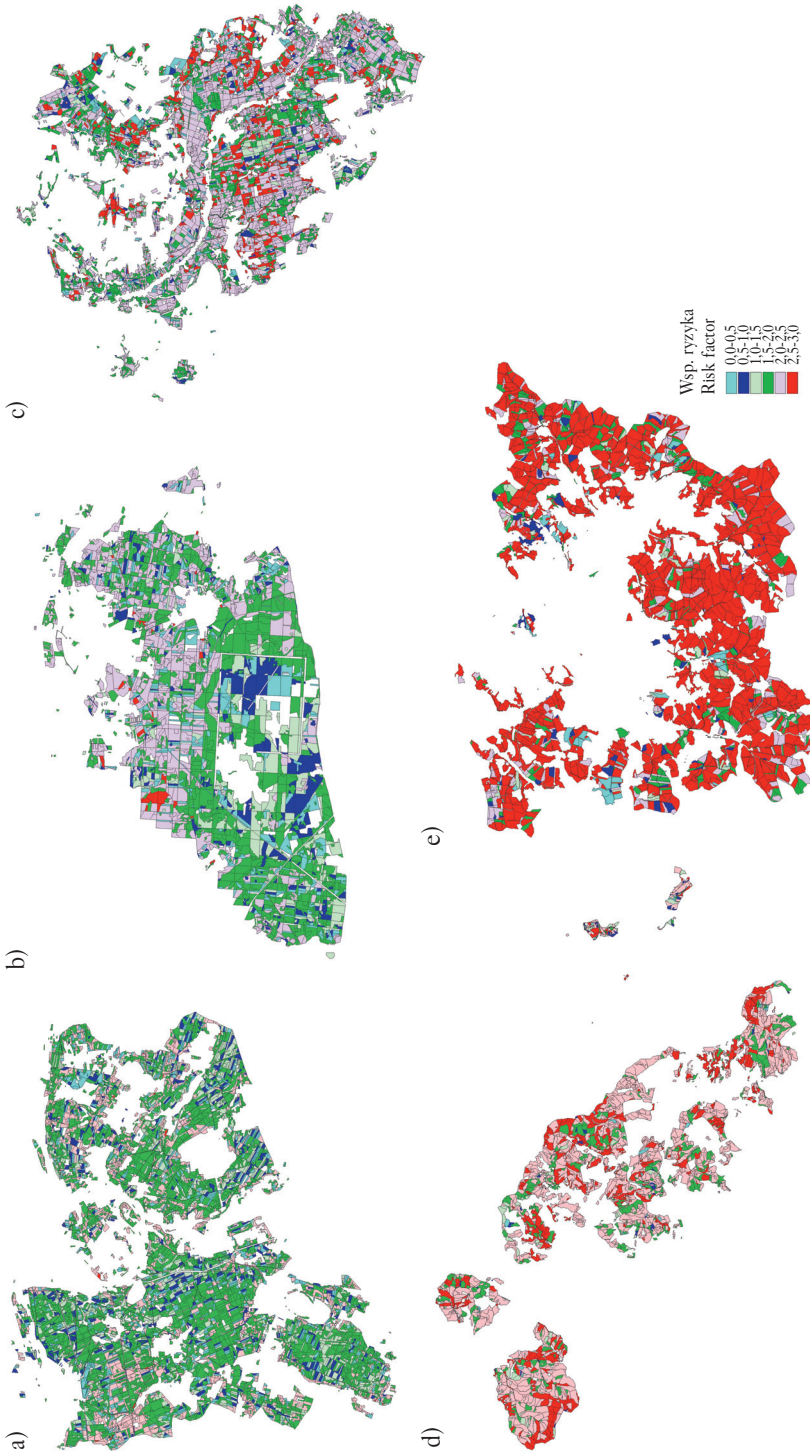 a)
b)
c)
d)
e)
Wsp. ryzyka
Risk factor
0,0-0,5
0,5-1,0
1,0-1,5
1,5-2,0
2,0-2,5
2,5-3,0